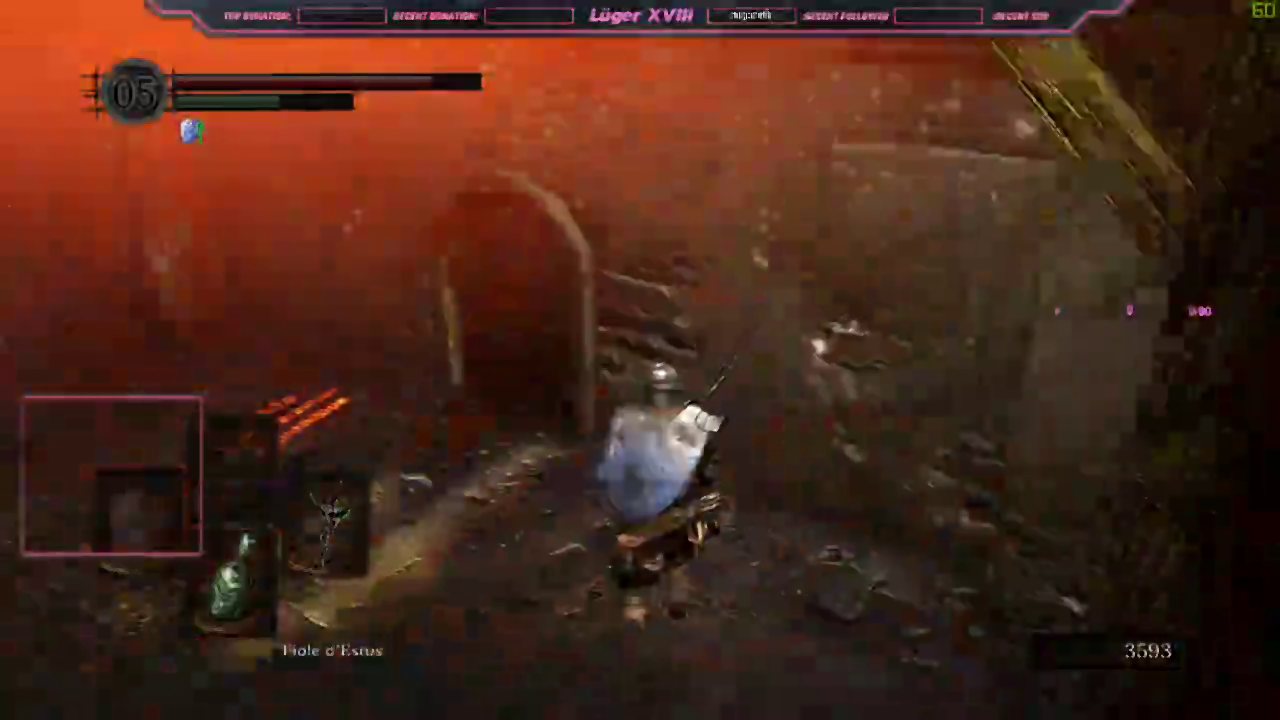 TOP DONATION: RECENT DONATION: Lüger XVIII RECENT FOLLOWER RECENT SUB
60
05
Fiole d'Estus
3593